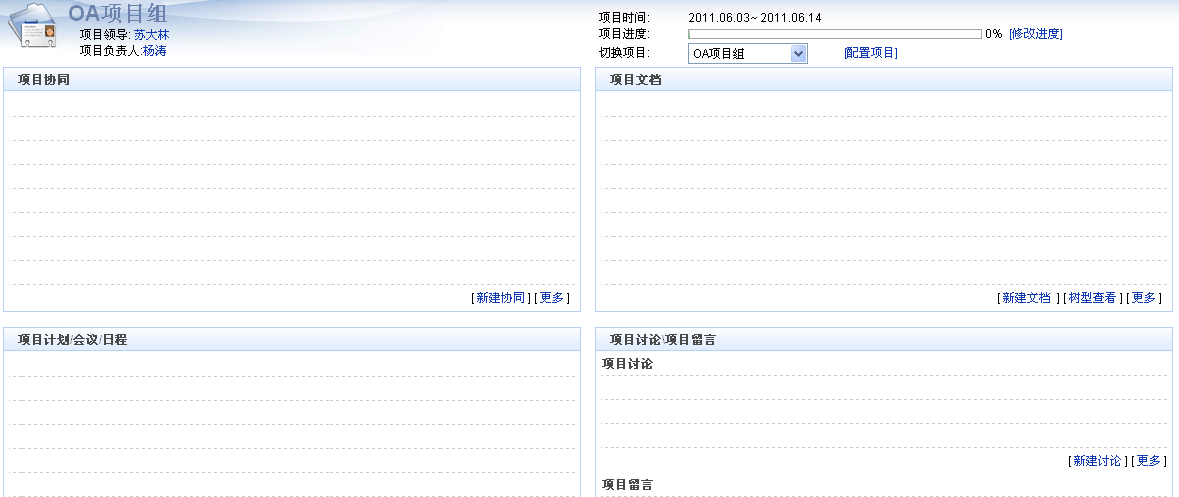 OA项目组
项目领导: 苏大林
项目负责人:杨涛
项目时间: 2011.06.03~ 2011.06.14
项目进度: 0% [修改进度]
切换项目: OA项目组 [配置项目]
项目协同
[新建协同] [更多]
项目文档
[新建文档 ] [树型查看 ] [更多 ]
项目计划/会议/日程
项目讨论\项目留言
项目讨论
[新建讨论 ] [更多 ]
项目留言